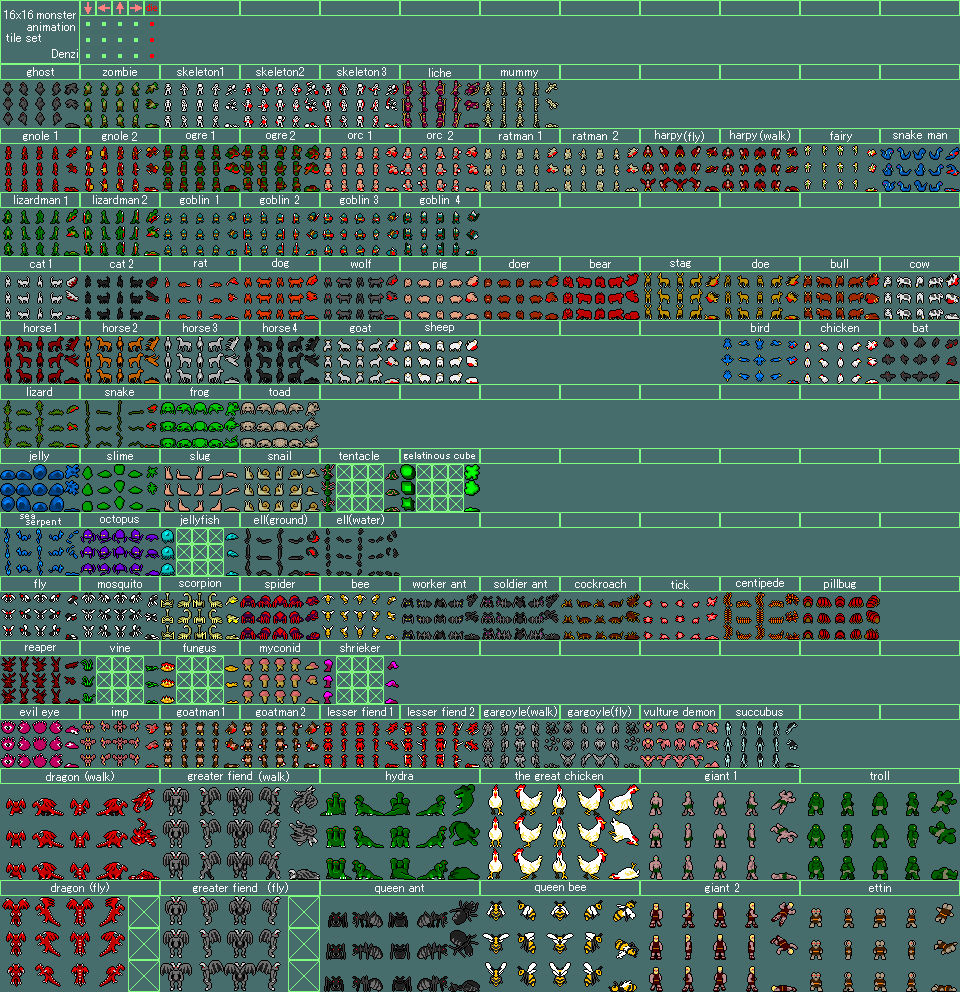 16x16 monster
animation
tile set
Denzi
ghost zombie skeleton1 skeleton2 skeleton3 liche mummy
gnole 1 gnole 2 ogre 1 ogre2 orc 1 orc 2 ratman 1 ratman 2 harpy(fly) harpy(walk) fairy snake man
lizardman 1 lizardman2 goblin 1 goblin 2 goblin 3 goblin 4
cat 1 cat 2 rat dog wolf pig doer bear stag doe bull cow
horse1 horse2 horse3 horse4 goat sheep bird chicken bat
lizard snake frog toad
jelly slime slug snail tentacle gelatinous cube
sea
serpent octopus jellyfish ell(ground) ell(water)
fly mosquito scorpion spider bee worker ant soldier ant cockroach tick centipede pillbug
reaper vine fungus myconid shrieker
evil eye imp goatman1 goatman2 lesser fiend1 lesser fiend 2 gargoyle(walk) gargoyle(fly) vulture demon succubus
dragon (walk) greater fiend (walk) hydra the great chicken giant 1 troll
dragon (fly) greater fiend (fly) queen ant queen bee giant 2 ettin